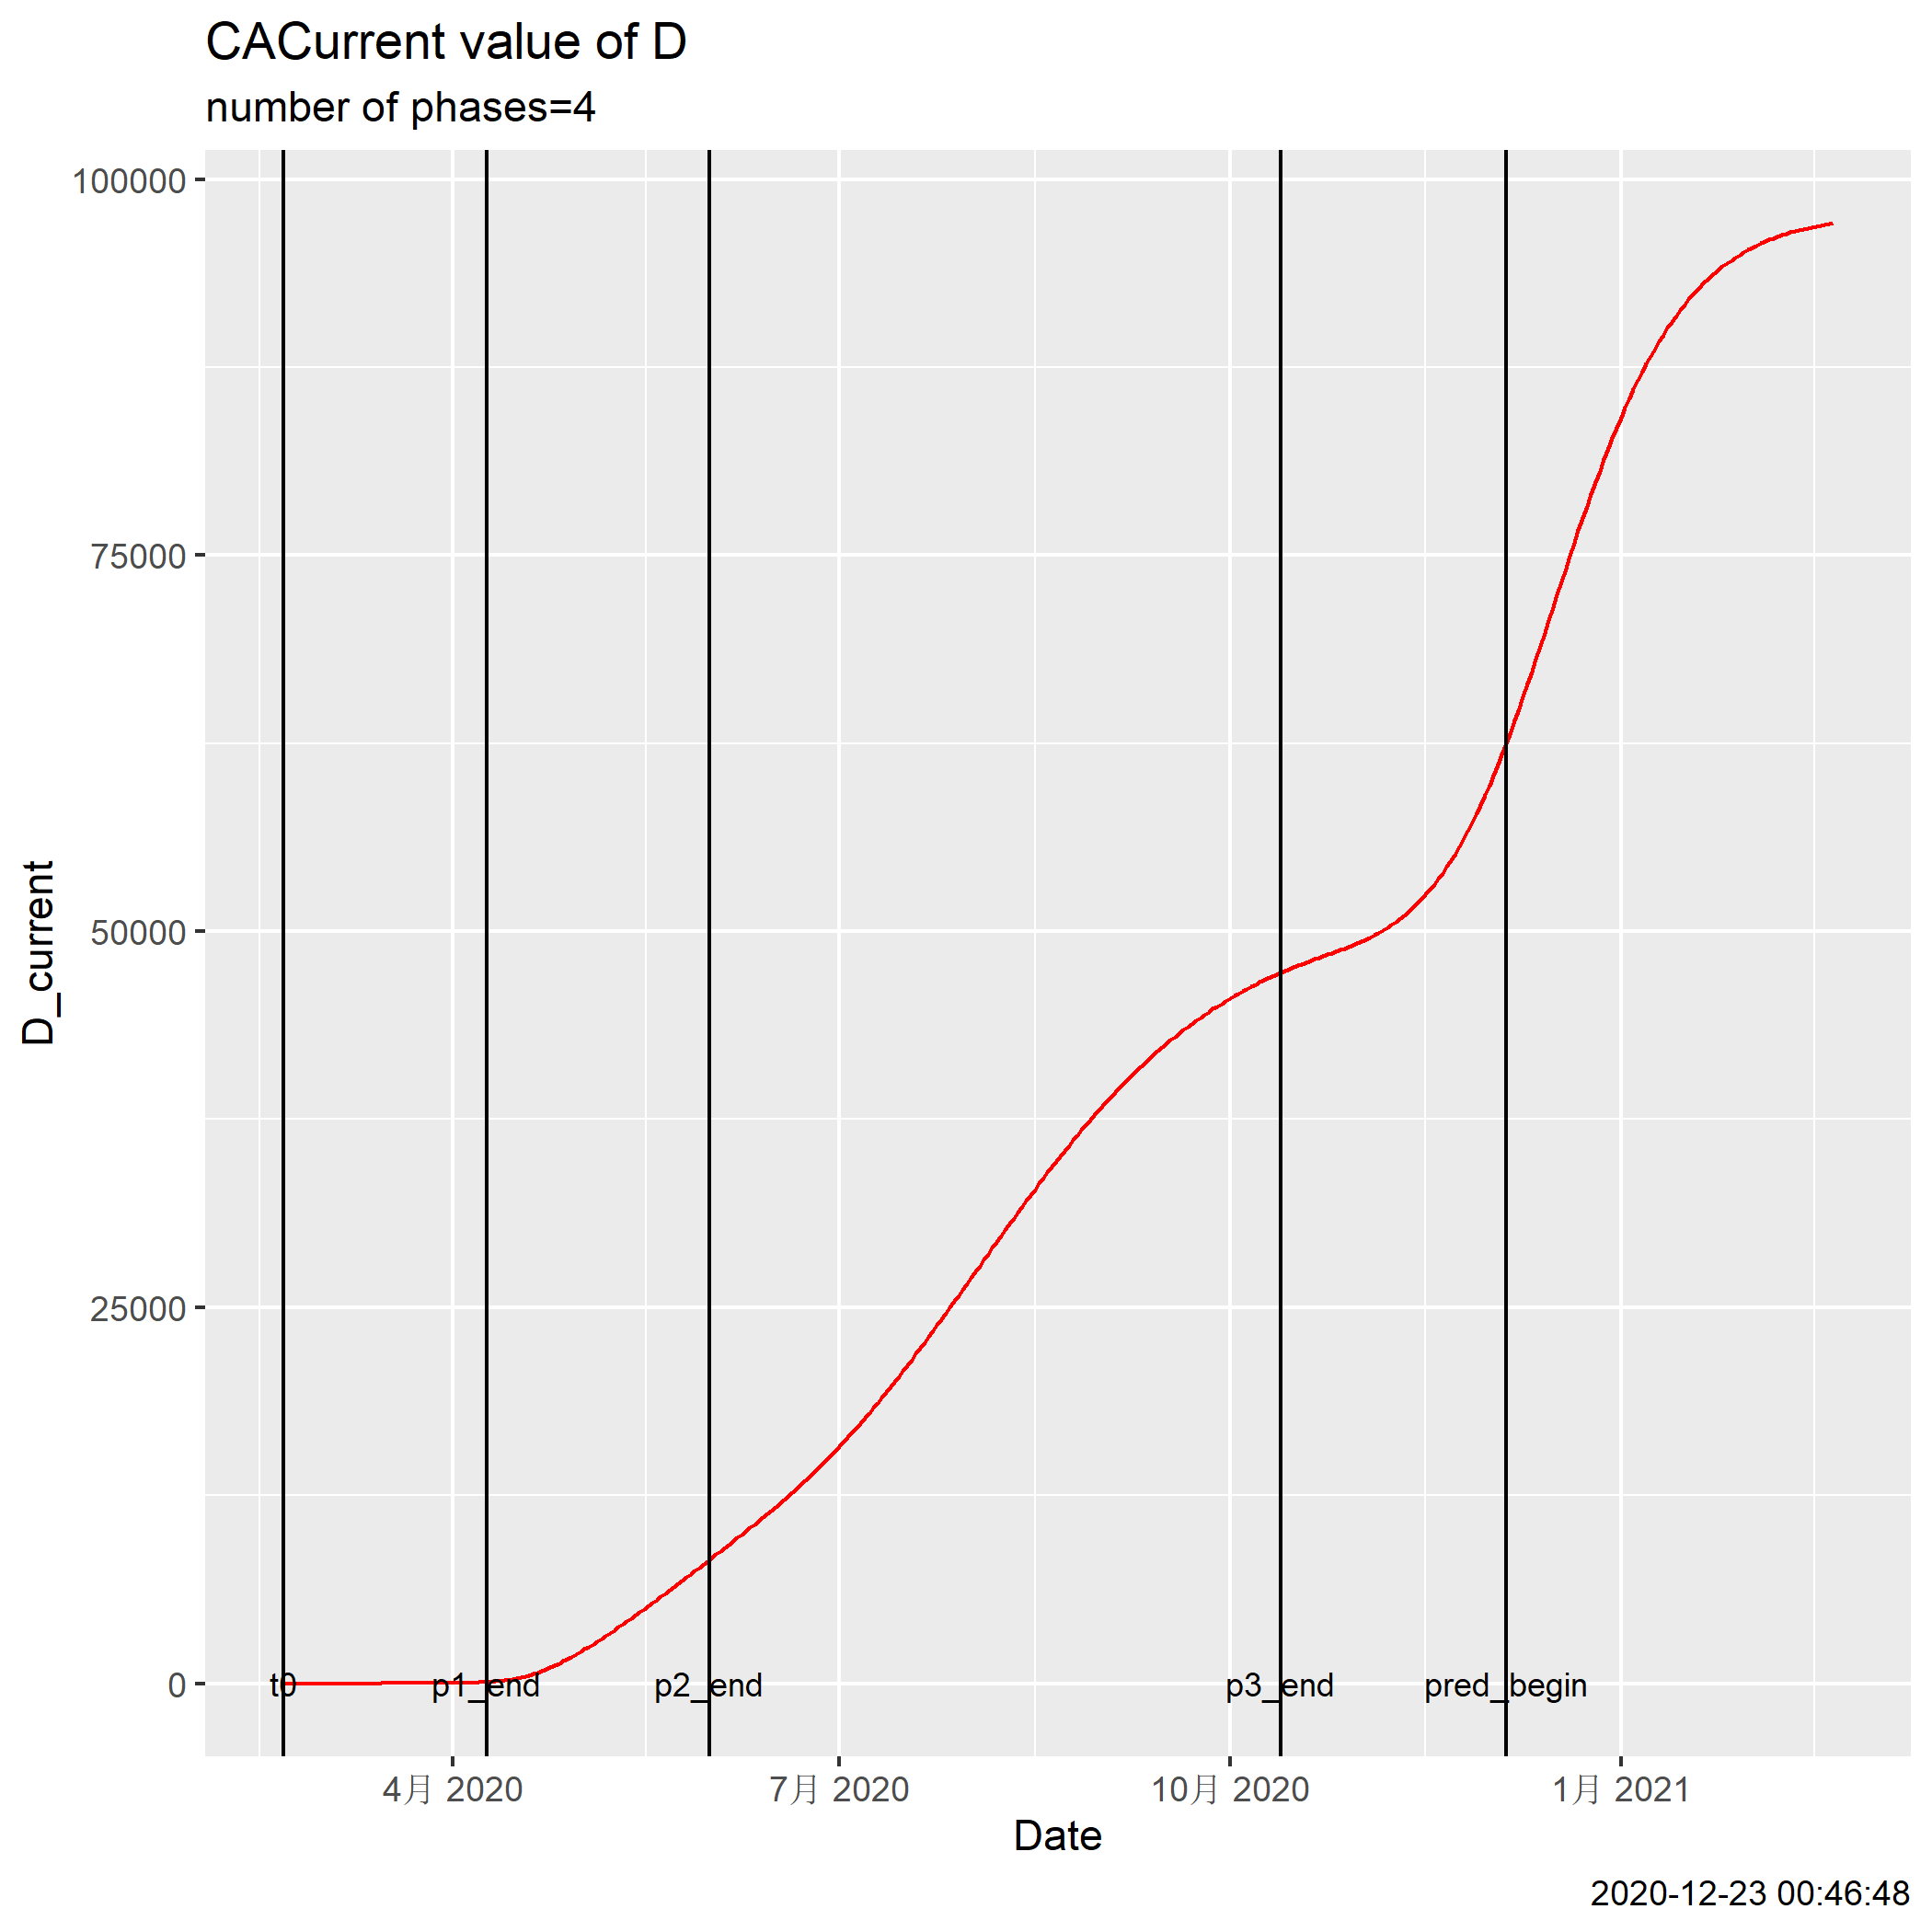 CACurrent value of D
number of phases=4
100000
75000
50000
25000
0
D_current
t0 p1_end p2_end p3_end pred_begin
4月 2020 7月 2020 10月 2020 1月 2021
Date
2020-12-23 00:46:48